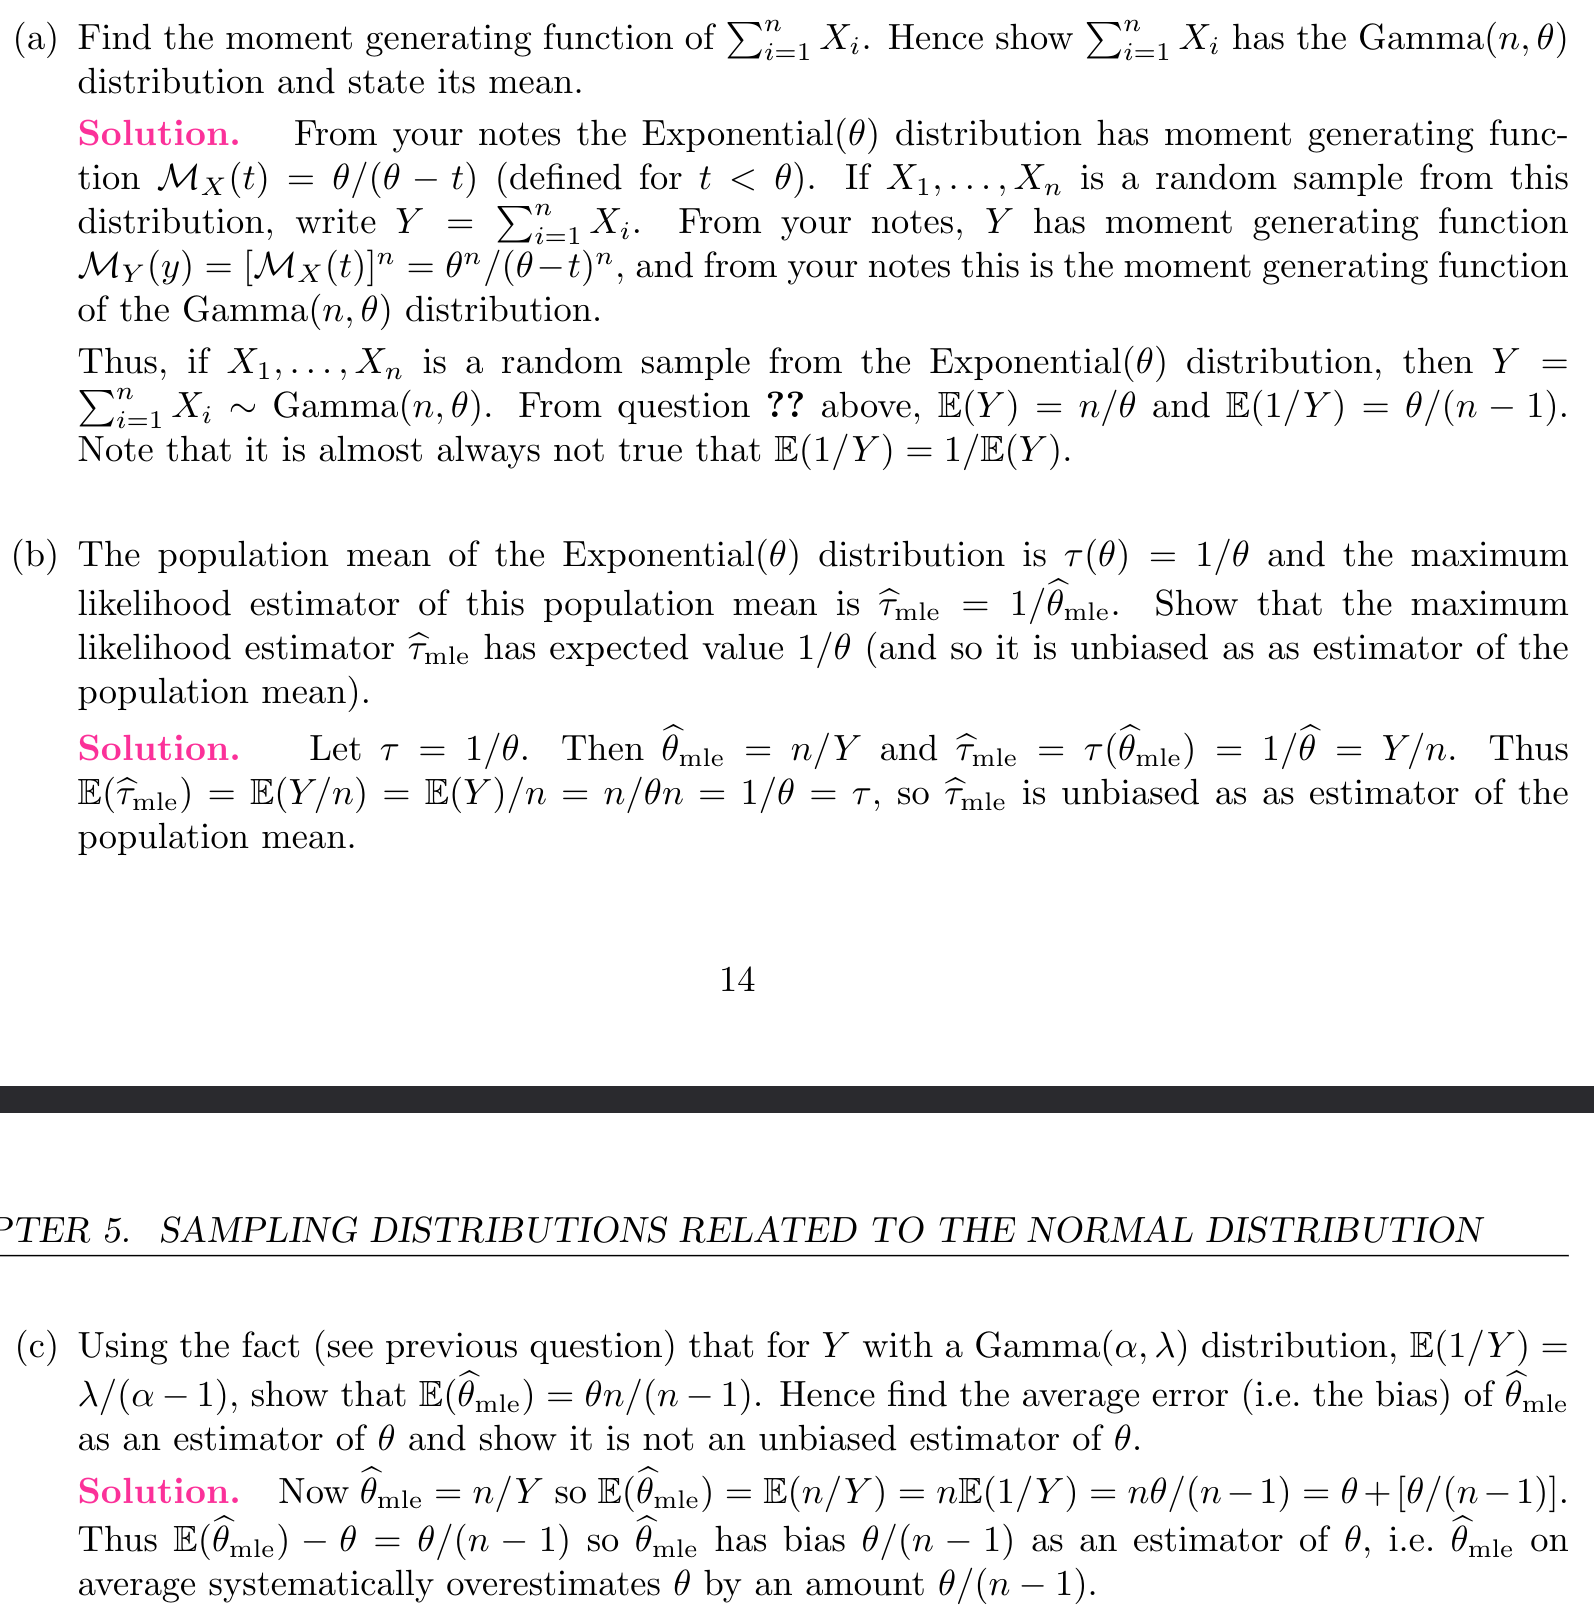 (a) Find the moment generating function of $\sum_{i=1}^{n} X_i$. Hence show $\sum_{i=1}^{n} X_i$ has the Gamma$(n, \theta)$
distribution and state its mean.
Solution. From your notes the Exponential$(\theta)$ distribution has moment generating func-
tion $\mathcal{M}_X(t) = \theta/(\theta - t)$ (defined for $t < \theta$). If $X_1, \ldots, X_n$ is a random sample from this
distribution, write $Y = \sum_{i=1}^{n} X_i$. From your notes, $Y$ has moment generating function
$\mathcal{M}_Y(y) = [\mathcal{M}_X(t)]^n = \theta^n/(\theta - t)^n$, and from your notes this is the moment generating function
of the Gamma$(n, \theta)$ distribution.
Thus, if $X_1, \ldots, X_n$ is a random sample from the Exponential$(\theta)$ distribution, then $Y =$
$\sum_{i=1}^{n} X_i \sim$ Gamma$(n, \theta)$. From question ?? above, $\mathbb{E}(Y) = n/\theta$ and $\mathbb{E}(1/Y) = \theta/(n - 1)$.
Note that it is almost always not true that $\mathbb{E}(1/Y) = 1/\mathbb{E}(Y)$.
(b) The population mean of the Exponential$(\theta)$ distribution is $\tau(\theta) = 1/\theta$ and the maximum
likelihood estimator of this population mean is $\widehat{\tau}_{\text{mle}} = 1/\widehat{\theta}_{\text{mle}}$. Show that the maximum
likelihood estimator $\widehat{\tau}_{\text{mle}}$ has expected value $1/\theta$ (and so it is unbiased as as estimator of the
population mean).
Solution. Let $\tau = 1/\theta$. Then $\widehat{\theta}_{\text{mle}} = n/Y$ and $\widehat{\tau}_{\text{mle}} = \tau(\widehat{\theta}_{\text{mle}}) = 1/\widehat{\theta} = Y/n$. Thus
$\mathbb{E}(\widehat{\tau}_{\text{mle}}) = \mathbb{E}(Y/n) = \mathbb{E}(Y)/n = n/\theta n = 1/\theta = \tau$, so $\widehat{\tau}_{\text{mle}}$ is unbiased as as estimator of the
population mean.
14
PTER 5. SAMPLING DISTRIBUTIONS RELATED TO THE NORMAL DISTRIBUTION
(c) Using the fact (see previous question) that for $Y$ with a Gamma$(\alpha, \lambda)$ distribution, $\mathbb{E}(1/Y) =$
$\lambda/(\alpha - 1)$, show that $\mathbb{E}(\widehat{\theta}_{\text{mle}}) = \theta n/(n - 1)$. Hence find the average error (i.e. the bias) of $\widehat{\theta}_{\text{mle}}$
as an estimator of $\theta$ and show it is not an unbiased estimator of $\theta$.
Solution. Now $\widehat{\theta}_{\text{mle}} = n/Y$ so $\mathbb{E}(\widehat{\theta}_{\text{mle}}) = \mathbb{E}(n/Y) = n\mathbb{E}(1/Y) = n\theta/(n - 1) = \theta + [\theta/(n - 1)]$.
Thus $\mathbb{E}(\widehat{\theta}_{\text{mle}}) - \theta = \theta/(n - 1)$ so $\widehat{\theta}_{\text{mle}}$ has bias $\theta/(n - 1)$ as an estimator of $\theta$, i.e. $\widehat{\theta}_{\text{mle}}$ on
average systematically overestimates $\theta$ by an amount $\theta/(n - 1)$.